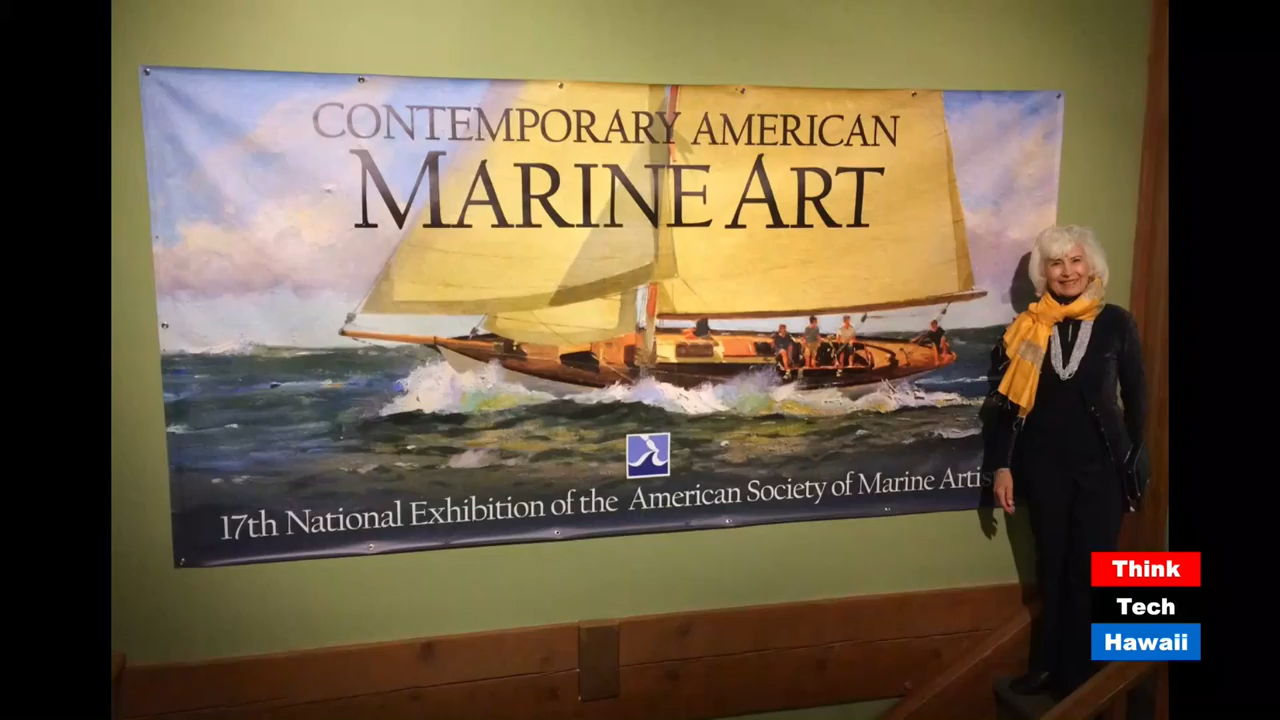 CONTEMPORARY AMERICAN
MARINE ART
17th National Exhibition of the American Society of Marine Artis
Think
Tech
Hawaii